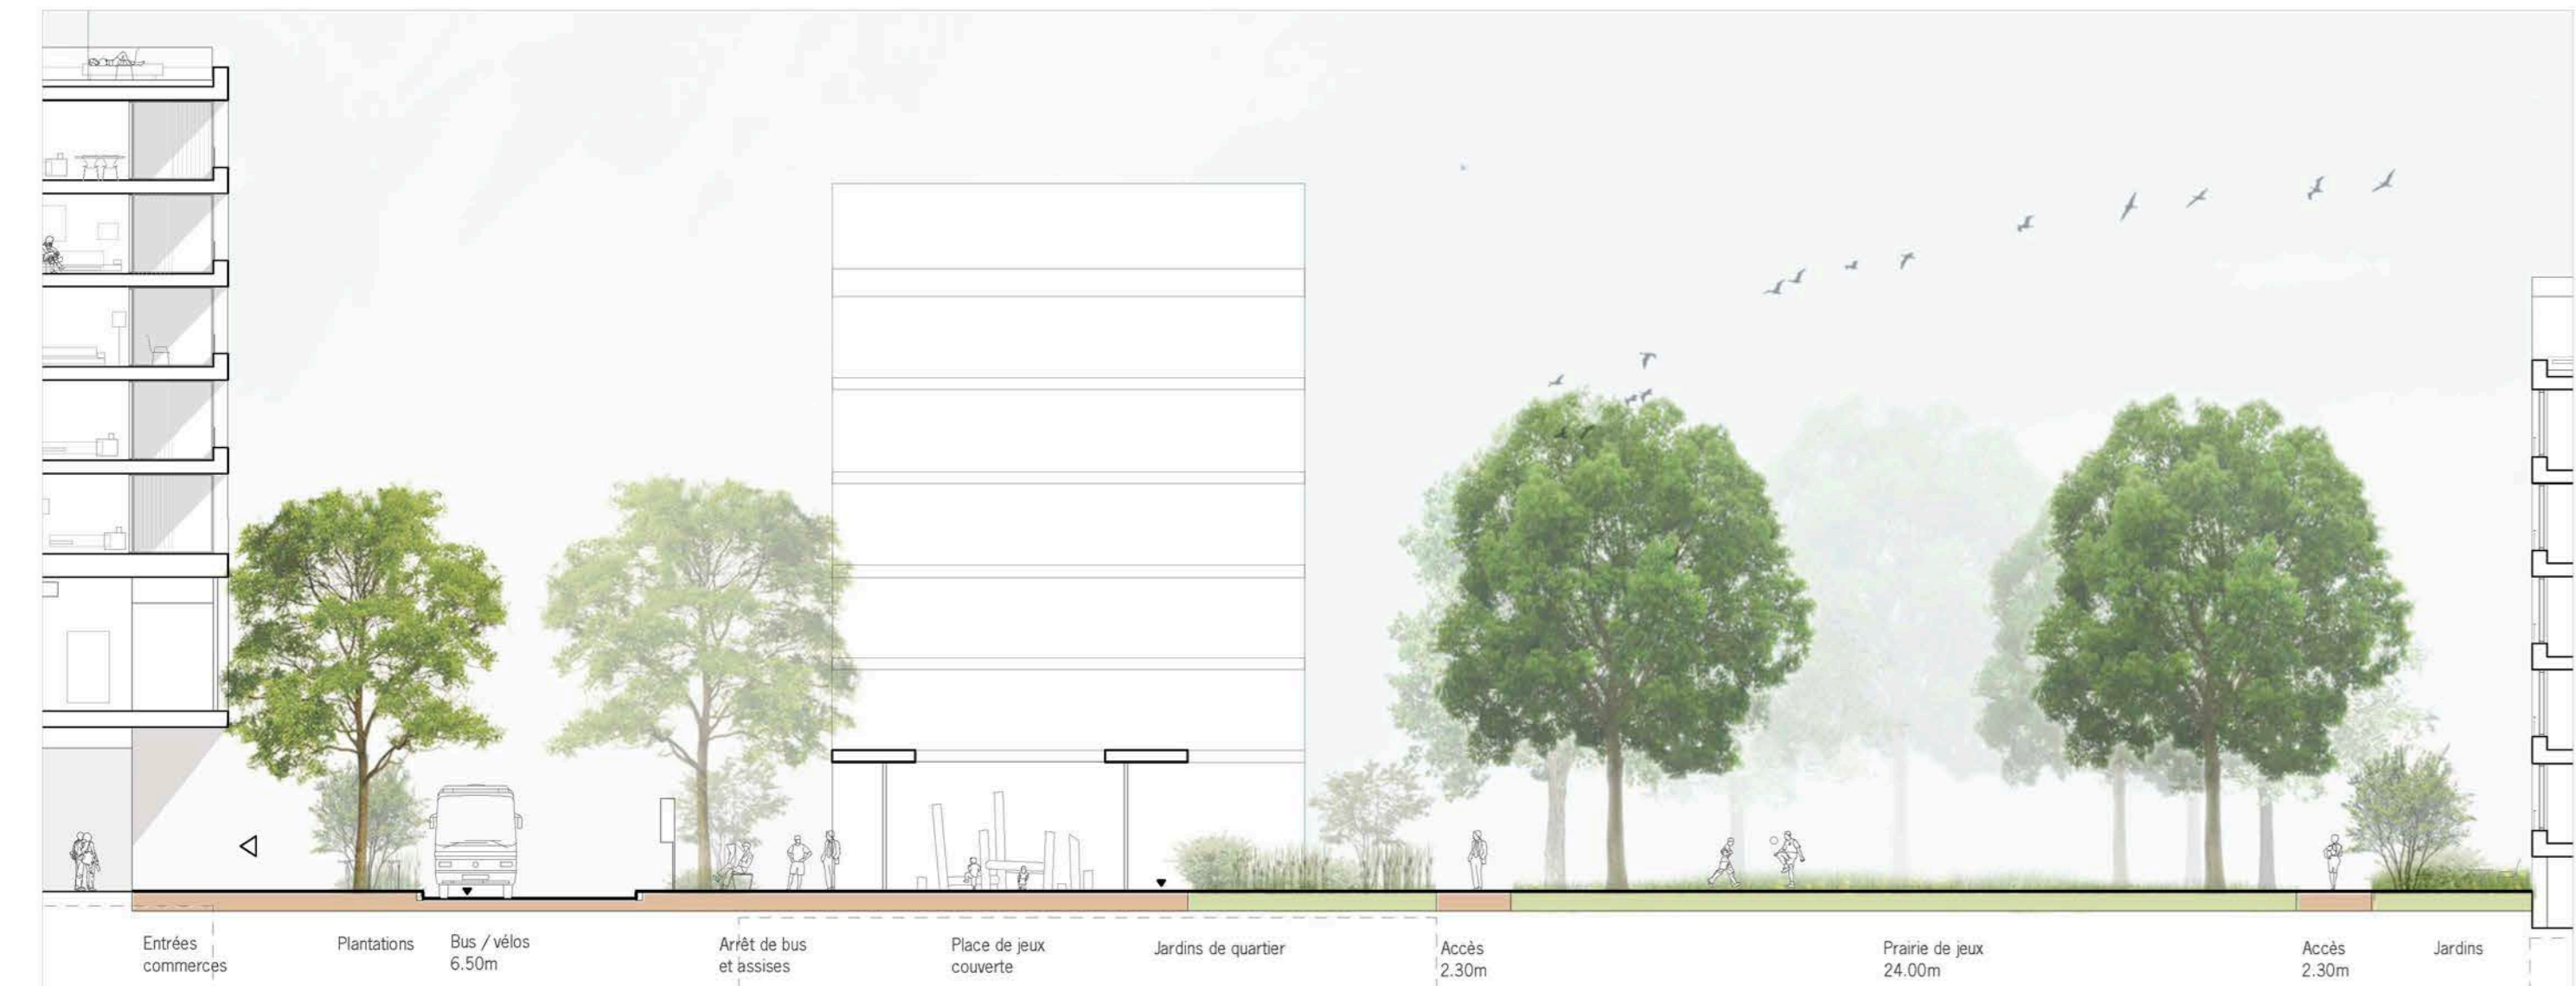 Entrées
commerces
Plantations
Bus / vélos
6.50m
Arrêt de bus
et assises
Place de jeux
couverte
Jardins de quartier
Accès
2.30m
Prairie de jeux
24.00m
Accès
2.30m
Jardins